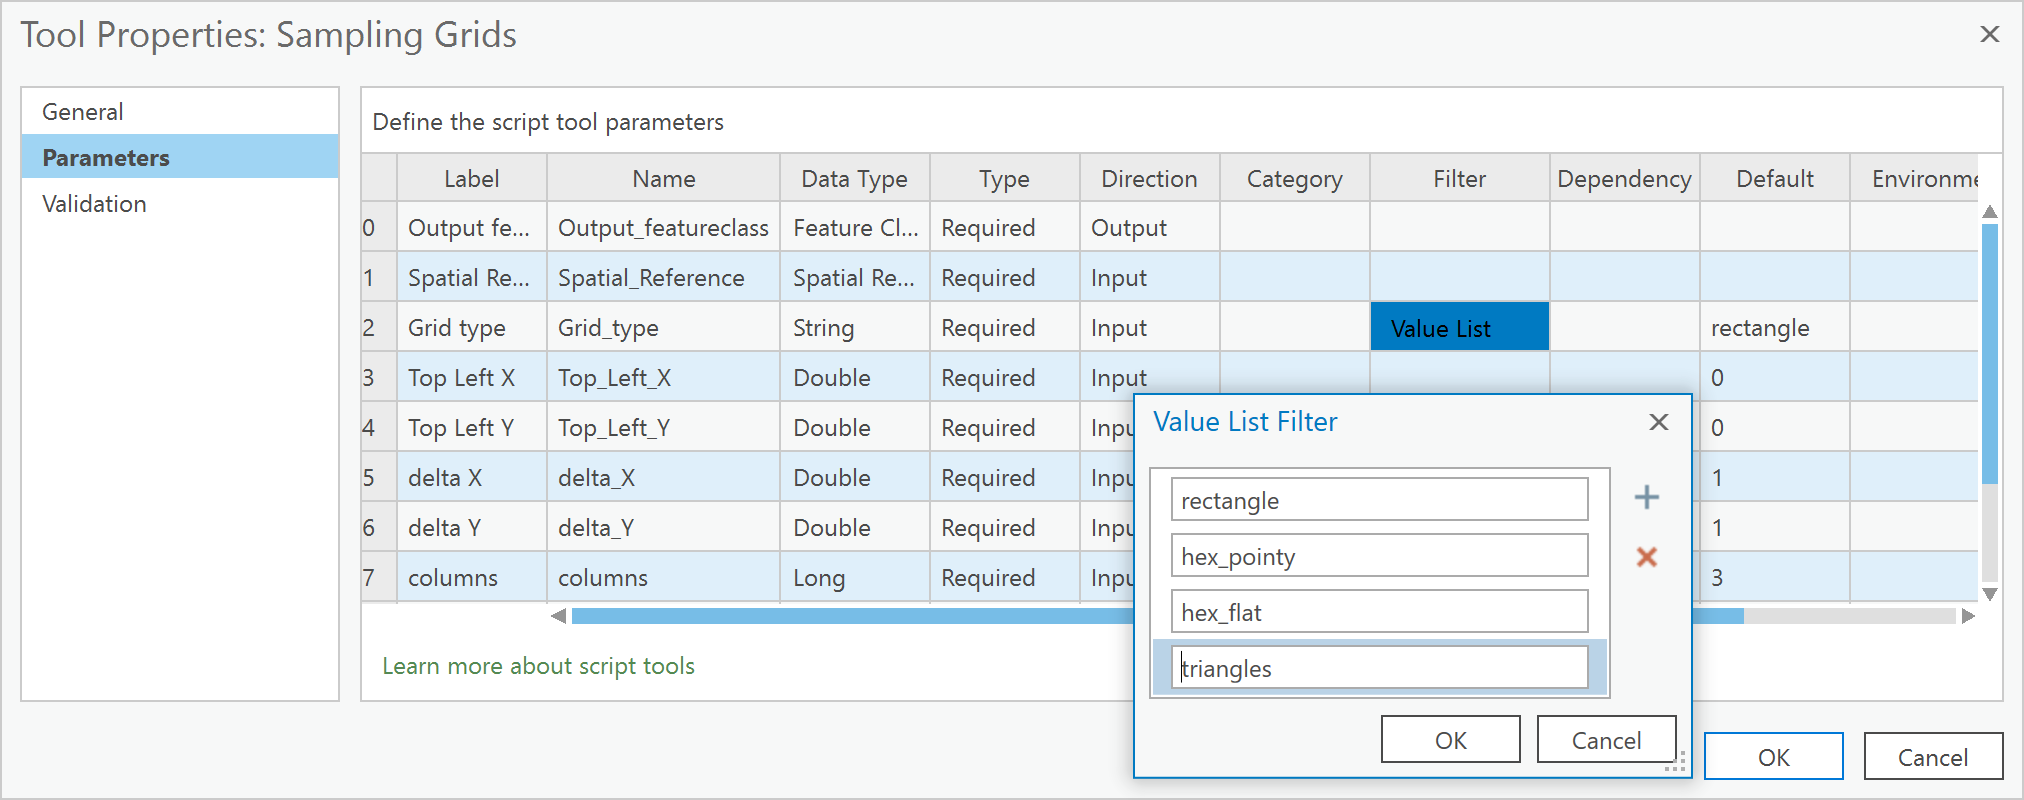 Tool Properties: Sampling Grids
General
Parameters
Validation
Define the script tool parameters
Label Name Data Type Type Direction Category Filter Dependency Default Environme
0 Output fe... Output_featureclass Feature Cl... Required Output
1 Spatial Re... Spatial_Reference Spatial Re... Required Input
2 Grid type Grid_type String Required Input Value List rectangle
3 Top Left X Top_Left_X Double Required Input 0
4 Top Left Y Top_Left_Y Double Required Inpu 0
5 delta X delta_X Double Required Inpu 1
6 delta Y delta_Y Double Required Inpu 1
7 columns columns Long Required Inpu 3
Learn more about script tools
Value List Filter
rectangle
hex_pointy
hex_flat
triangles
OK Cancel
OK Cancel